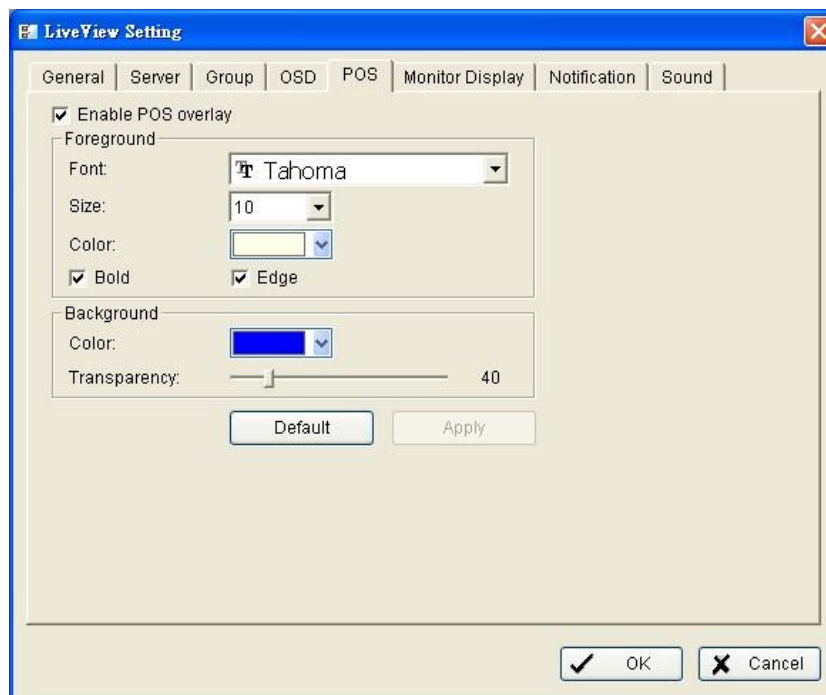 LiveView Setting
General Server Group OSD POS Monitor Display Notification Sound
Enable POS overlay
Foreground
Font: Tahoma
Size: 10
Color:
Bold Edge
Background
Color:
Transparency: 40
Default Apply
OK Cancel